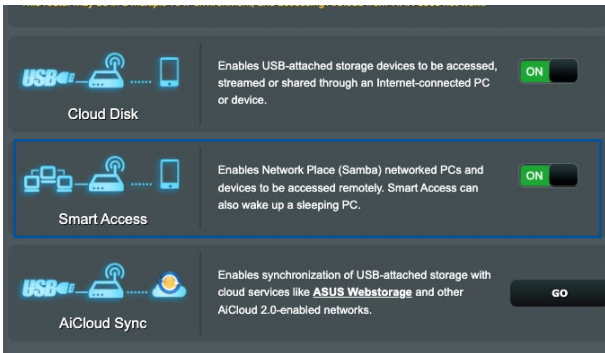 USB
Enables USB-attached storage devices to be accessed,
streamed or shared through an Internet-connected PC
or device.
ON
Cloud Disk
Enables Network Place (Samba) networked PCs and
devices to be accessed remotely. Smart Access can
also wake up a sleeping PC.
ON
Smart Access
USB
Enables synchronization of USB-attached storage with
cloud services like ASUS Webstorage and other
AiCloud 2.0-enabled networks.
GO
AiCloud Sync